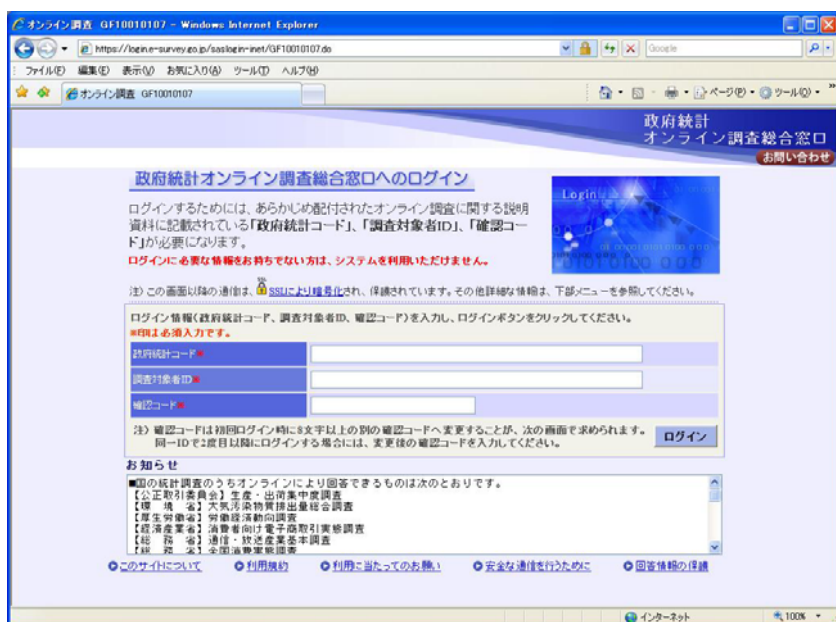 オンライン調査 GF10010107 - Windows Internet Explorer
https://login.e-survey.go.jp/saslogin-inet/GF10010107.do
Google
ファイル(F) 編集(E) 表示(V) お気に入り(A) ツール(T) ヘルプ(H)
オンライン調査 GF10010107
ページ(P) ツール(O)
政府統計
オンライン調査総合窓口
お問い合わせ
政府統計オンライン調査総合窓口へのログイン
Login
ログインするためには、あらかじめ配付されたオンライン調査に関する説明
資料に記載されている「政府統計コード」、「調査対象者ID」、「確認コー
ド」が必要になります。
ログインに必要な情報をお持ちでない方は、システムを利用いただけません。
注）この画面以降の通信は、SSLにより暗号化され、保護されています。その他詳細な情報は、下部メニューを参照してください。
ログイン情報(政府統計コード、調査対象者ID、確認コード)を入力し、ログインボタンをクリックしてください。
※印は必須入力です。
政府統計コード※
調査対象者ID※
確認コード※
注）確認コードは初回ログイン時に8文字以上の別の確認コードへ変更することが、次の画面で求められます。
同一IDで2度目以降にログインする場合には、変更後の確認コードを入力してください。
ログイン
お知らせ
■国の統計調査のうちオンラインにより回答できるものは次のとおりです。
【公正取引委員会】生産・出荷集中度調査
【環 境 省】大気汚染物質排出量総合調査
【厚生労働省】労働経済動向調査
【経済産業省】消費者向け電子商取引実態調査
【総 務 省】通信・放送産業基本調査
【総 務 省】全国消費実態調査
このサイトについて 利用規約 利用に当たってのお願い 安全な通信を行うために 回答情報の保護
インターネット 100%